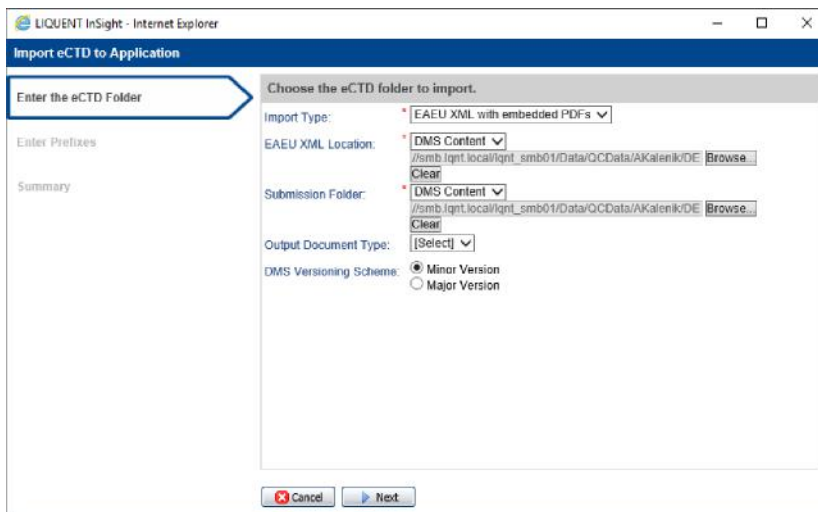 LIQUENT InSight - Internet Explorer
Import eCTD to Application
Enter the eCTD Folder
Enter Prefixes
Summary
Choose the eCTD folder to import.
Import Type: * EAEU XML with embedded PDFs
EAEU XML Location: * DMS Content
//smb.lqnt.local/lqnt_smb01/Data/QCData/AKalenik/DE Browse...
Clear
Submission Folder: * DMS Content
//smb.lqnt.local/lqnt_smb01/Data/QCData/AKalenik/DE Browse...
Clear
Output Document Type: [Select]
DMS Versioning Scheme: Minor Version
Major Version
Cancel Next